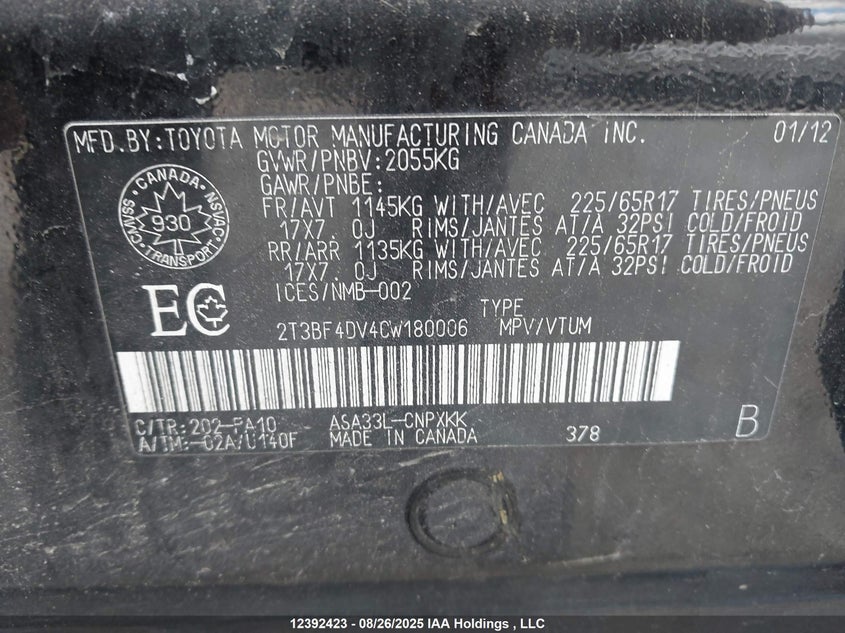 MFD.BY:TOYOTA MOTOR MANUFACTURING CANADA INC. 01/12
GVWR/PNBV:2055KG
GAWR/PNBE:
FR/AVT 1145KG WITH/AVEC 225/65R17 TIRES/PNEUS
17X7.0J RIMS/JANTES AT/A 32PSI COLD/FROID
RR/ARR 1135KG WITH/AVEC 225/65R17 TIRES/PNEUS
17X7.0J RIMS/JANTES AT/A 32PSI COLD/FROID
ICES/NMB-002
CANADA
CMVSS NSVAC
930
TRANSPORT
EC
TYPE
2T3BF4DV4CW180006 MPV/VTUM
C/TR:202-PA10 ASA33L-CNPXKK
A/TM:-02A/U140F MADE IN CANADA 378 B
12392423 - 08/26/2025 IAA Holdings , LLC